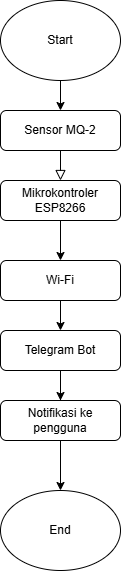 Start
Sensor MQ-2
Mikrokontroler
ESP8266
Wi-Fi
Telegram Bot
Notifikasi ke
pengguna
End